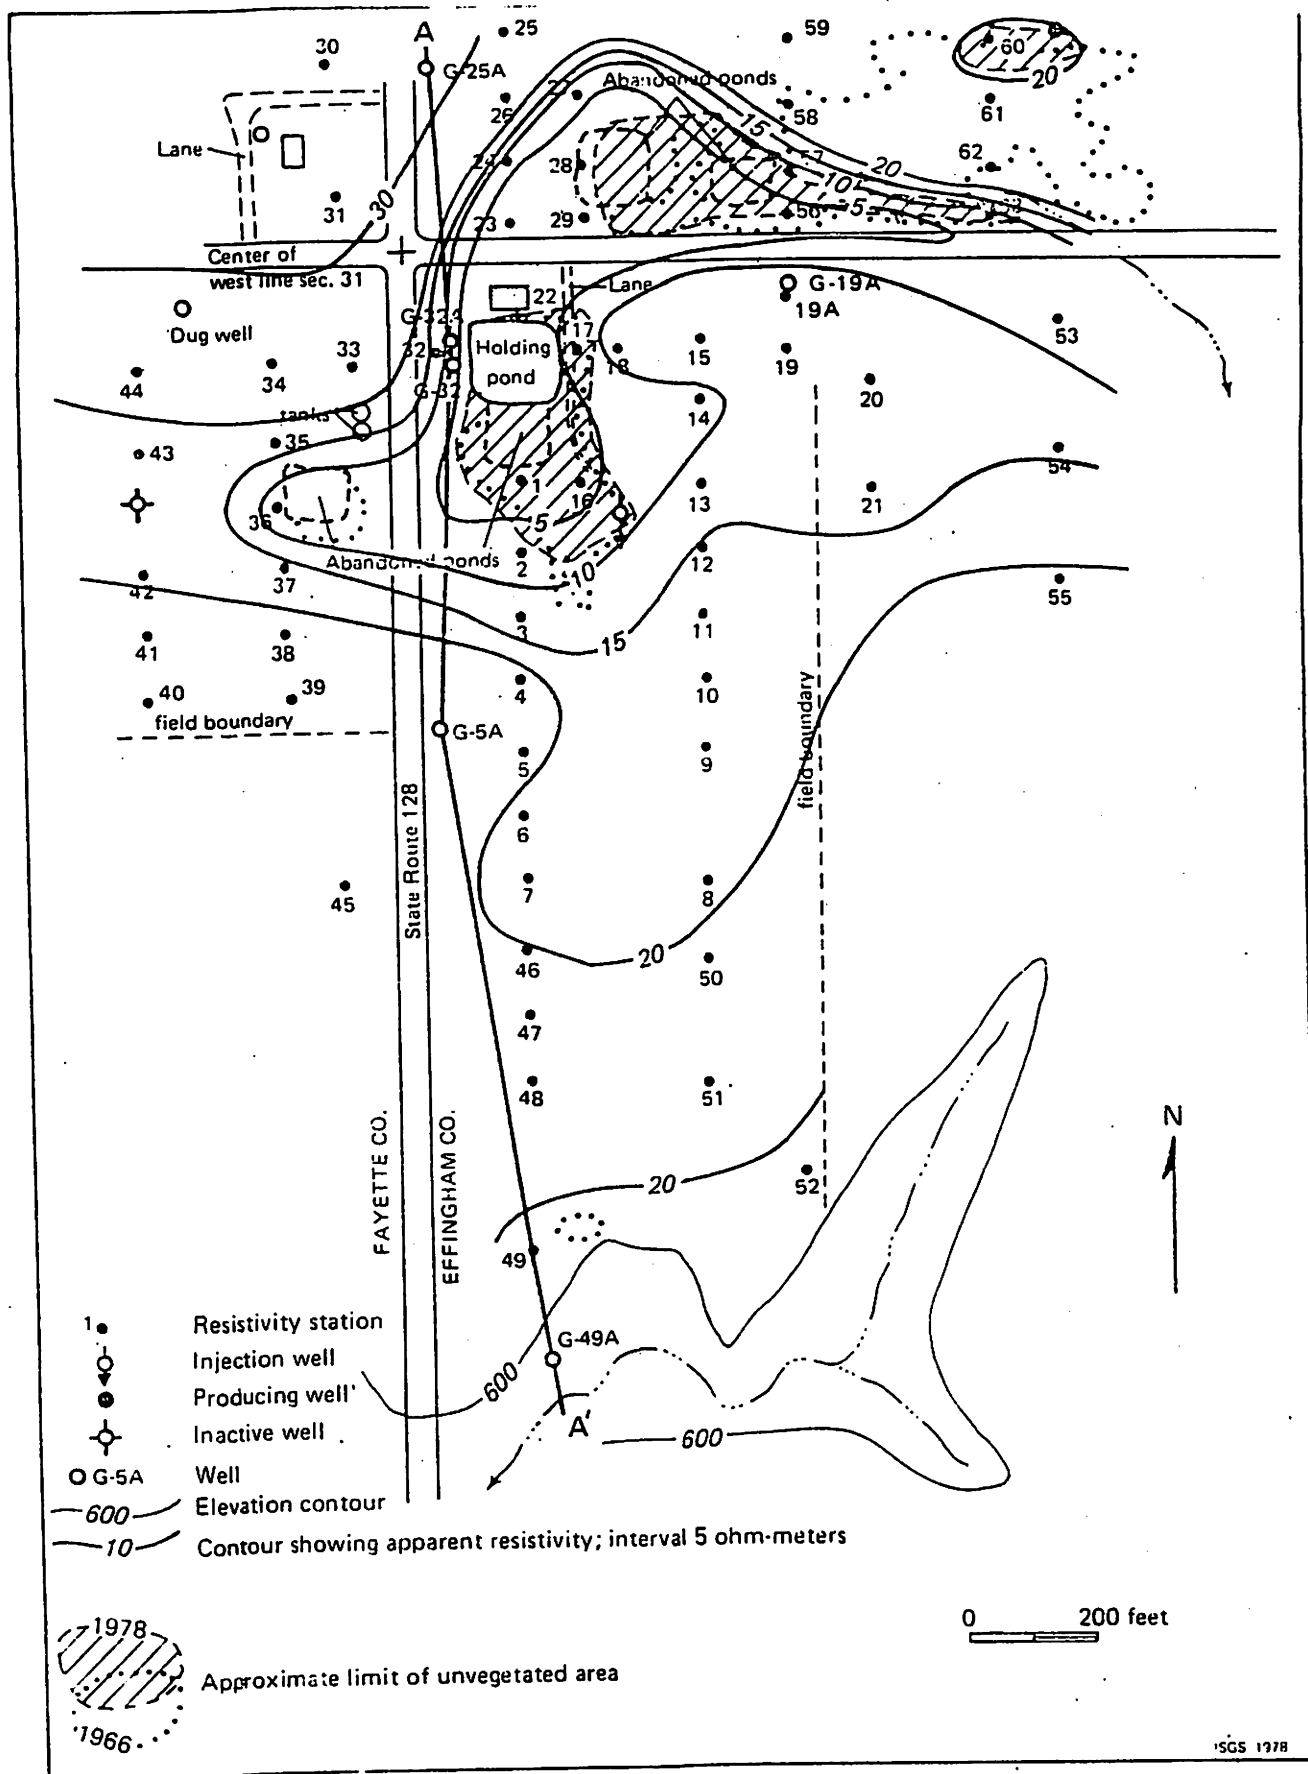 A
25
59
30
G-25A
60
20
Abandoned ponds
27
26
58
15
61
Lane
24
28
20
62
10
31
30
5
56
23
29
Center of
west line sec. 31
Lane
G-19A
22
19A
Dug well
G-32A
17
53
33
32
Holding
pond
18
15
19
44
34
G-32
20
tanks
14
43
35
54
1
16
13
21
36
5
Abandoned ponds
2
10
12
42
37
55
3
15
11
41
38
4
10
40
39
field boundary
G-5A
field boundary
5
9
6
State Route 128
7
8
45
20
46
50
47
48
51
N
FAYETTE CO.
EFFINGHAM CO.
20
52
49
1
Resistivity station
G-49A
Injection well
600
Producing well
A'
Inactive well
600
G-5A
Well
600
Elevation contour
10
Contour showing apparent resistivity; interval 5 ohm-meters
0
200 feet
1978
Approximate limit of unvegetated area
1966
ISGS 1978